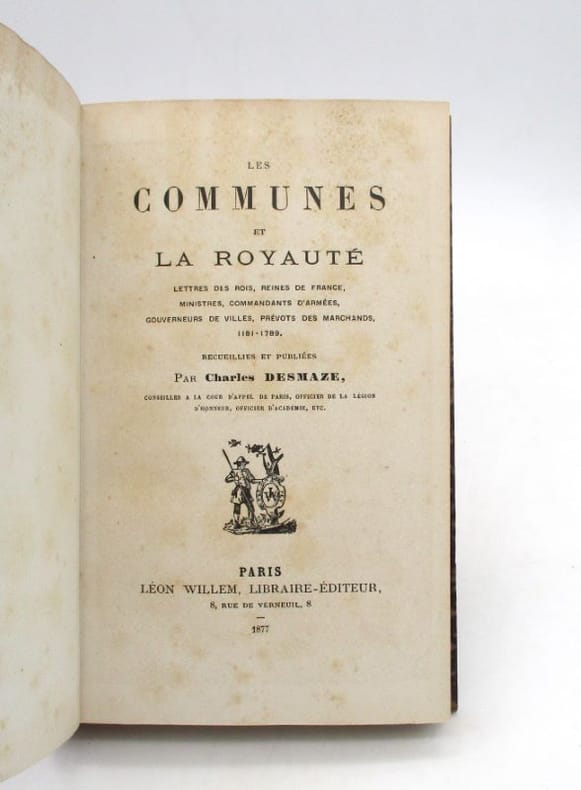 LES
COMMUNES
ET
LA ROYAUTÉ
LETTRES DES ROIS, REINES DE FRANCE,
MINISTRES, COMMANDANTS D'ARMÉES,
GOUVERNEURS DE VILLES, PRÉVOTS DES MARCHANDS,
1181-1789.
RECUEILLIES ET PUBLIÉES
PAR Charles DESMAZE,
CONSEILLER A LA COUR D'APPEL DE PARIS, OFFICIER DE LA LÉGION
D'HONNEUR, OFFICIER D'ACADEMIE, ETC.
PARIS
LÉON WILLEM, LIBRAIRE-ÉDITEUR,
8, RUE DE VERNEUIL, 8
—
1877